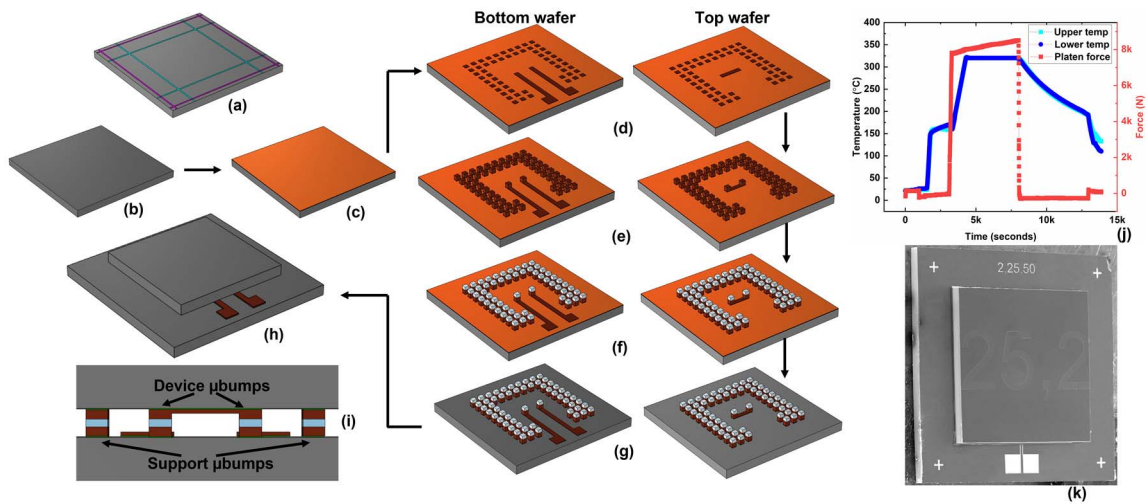 Bottom wafer
Top wafer
(a)
(b)
(c)
(d)
(e)
(f)
(g)
(h)
Device µbumps
(i)
Support µbumps
400
350
300
250
200
150
100
50
0
Temperature (°C)
Upper temp
Lower temp
Platen force
8k
6k
4k
2k
0
Force (N)
0
5k
10k
15k
Time (seconds)
(j)
2.25.50
25,2
(k)